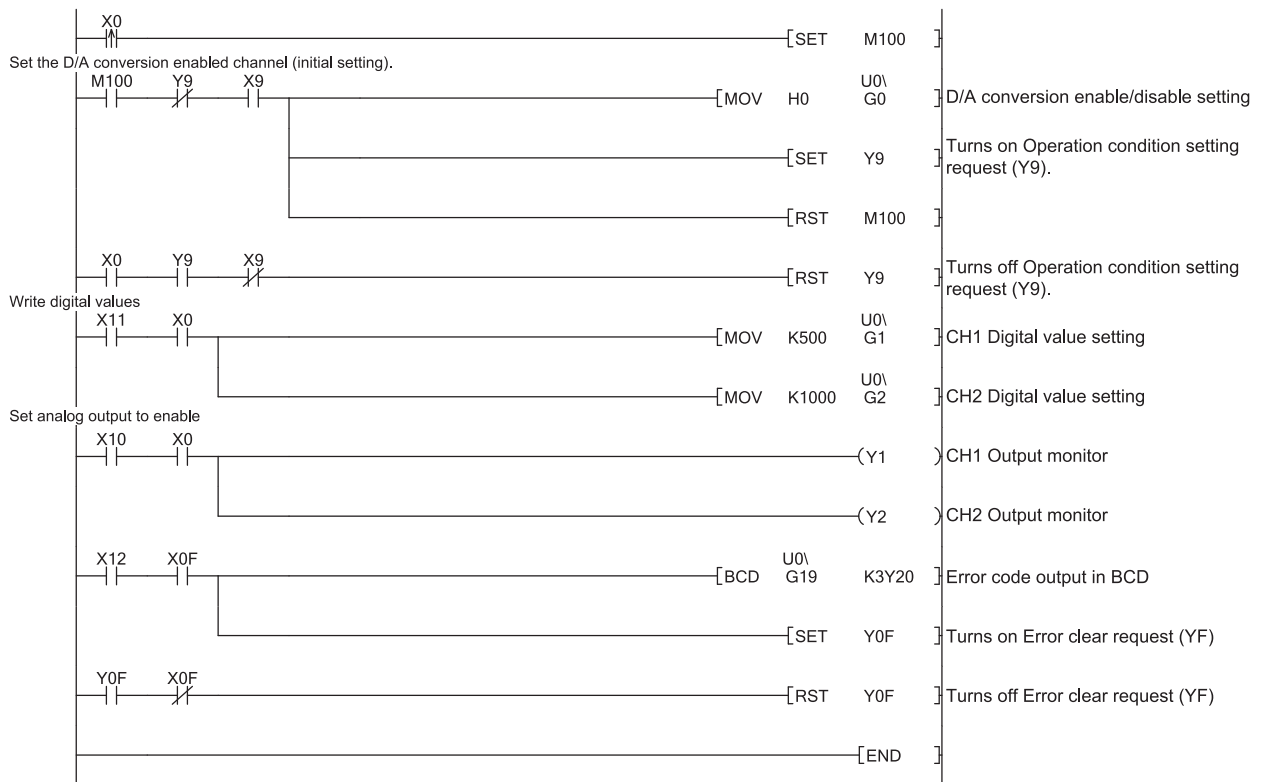 X0
[SET M100 ]
Set the D/A conversion enabled channel (initial setting).
M100 Y9 X9
[MOV H0 U0\ G0 ] D/A conversion enable/disable setting
[SET Y9 ] Turns on Operation condition setting
request (Y9).
[RST M100 ]
X0 Y9 X9
[RST Y9 ] Turns off Operation condition setting
request (Y9).
Write digital values
X11 X0
[MOV K500 U0\ G1 ] CH1 Digital value setting
[MOV K1000 U0\ G2 ] CH2 Digital value setting
Set analog output to enable
X10 X0
(Y1 ) CH1 Output monitor
(Y2 ) CH2 Output monitor
X12 X0F
[BCD U0\ G19 K3Y20 ] Error code output in BCD
[SET Y0F ] Turns on Error clear request (YF)
Y0F X0F
[RST Y0F ] Turns off Error clear request (YF)
[END ]